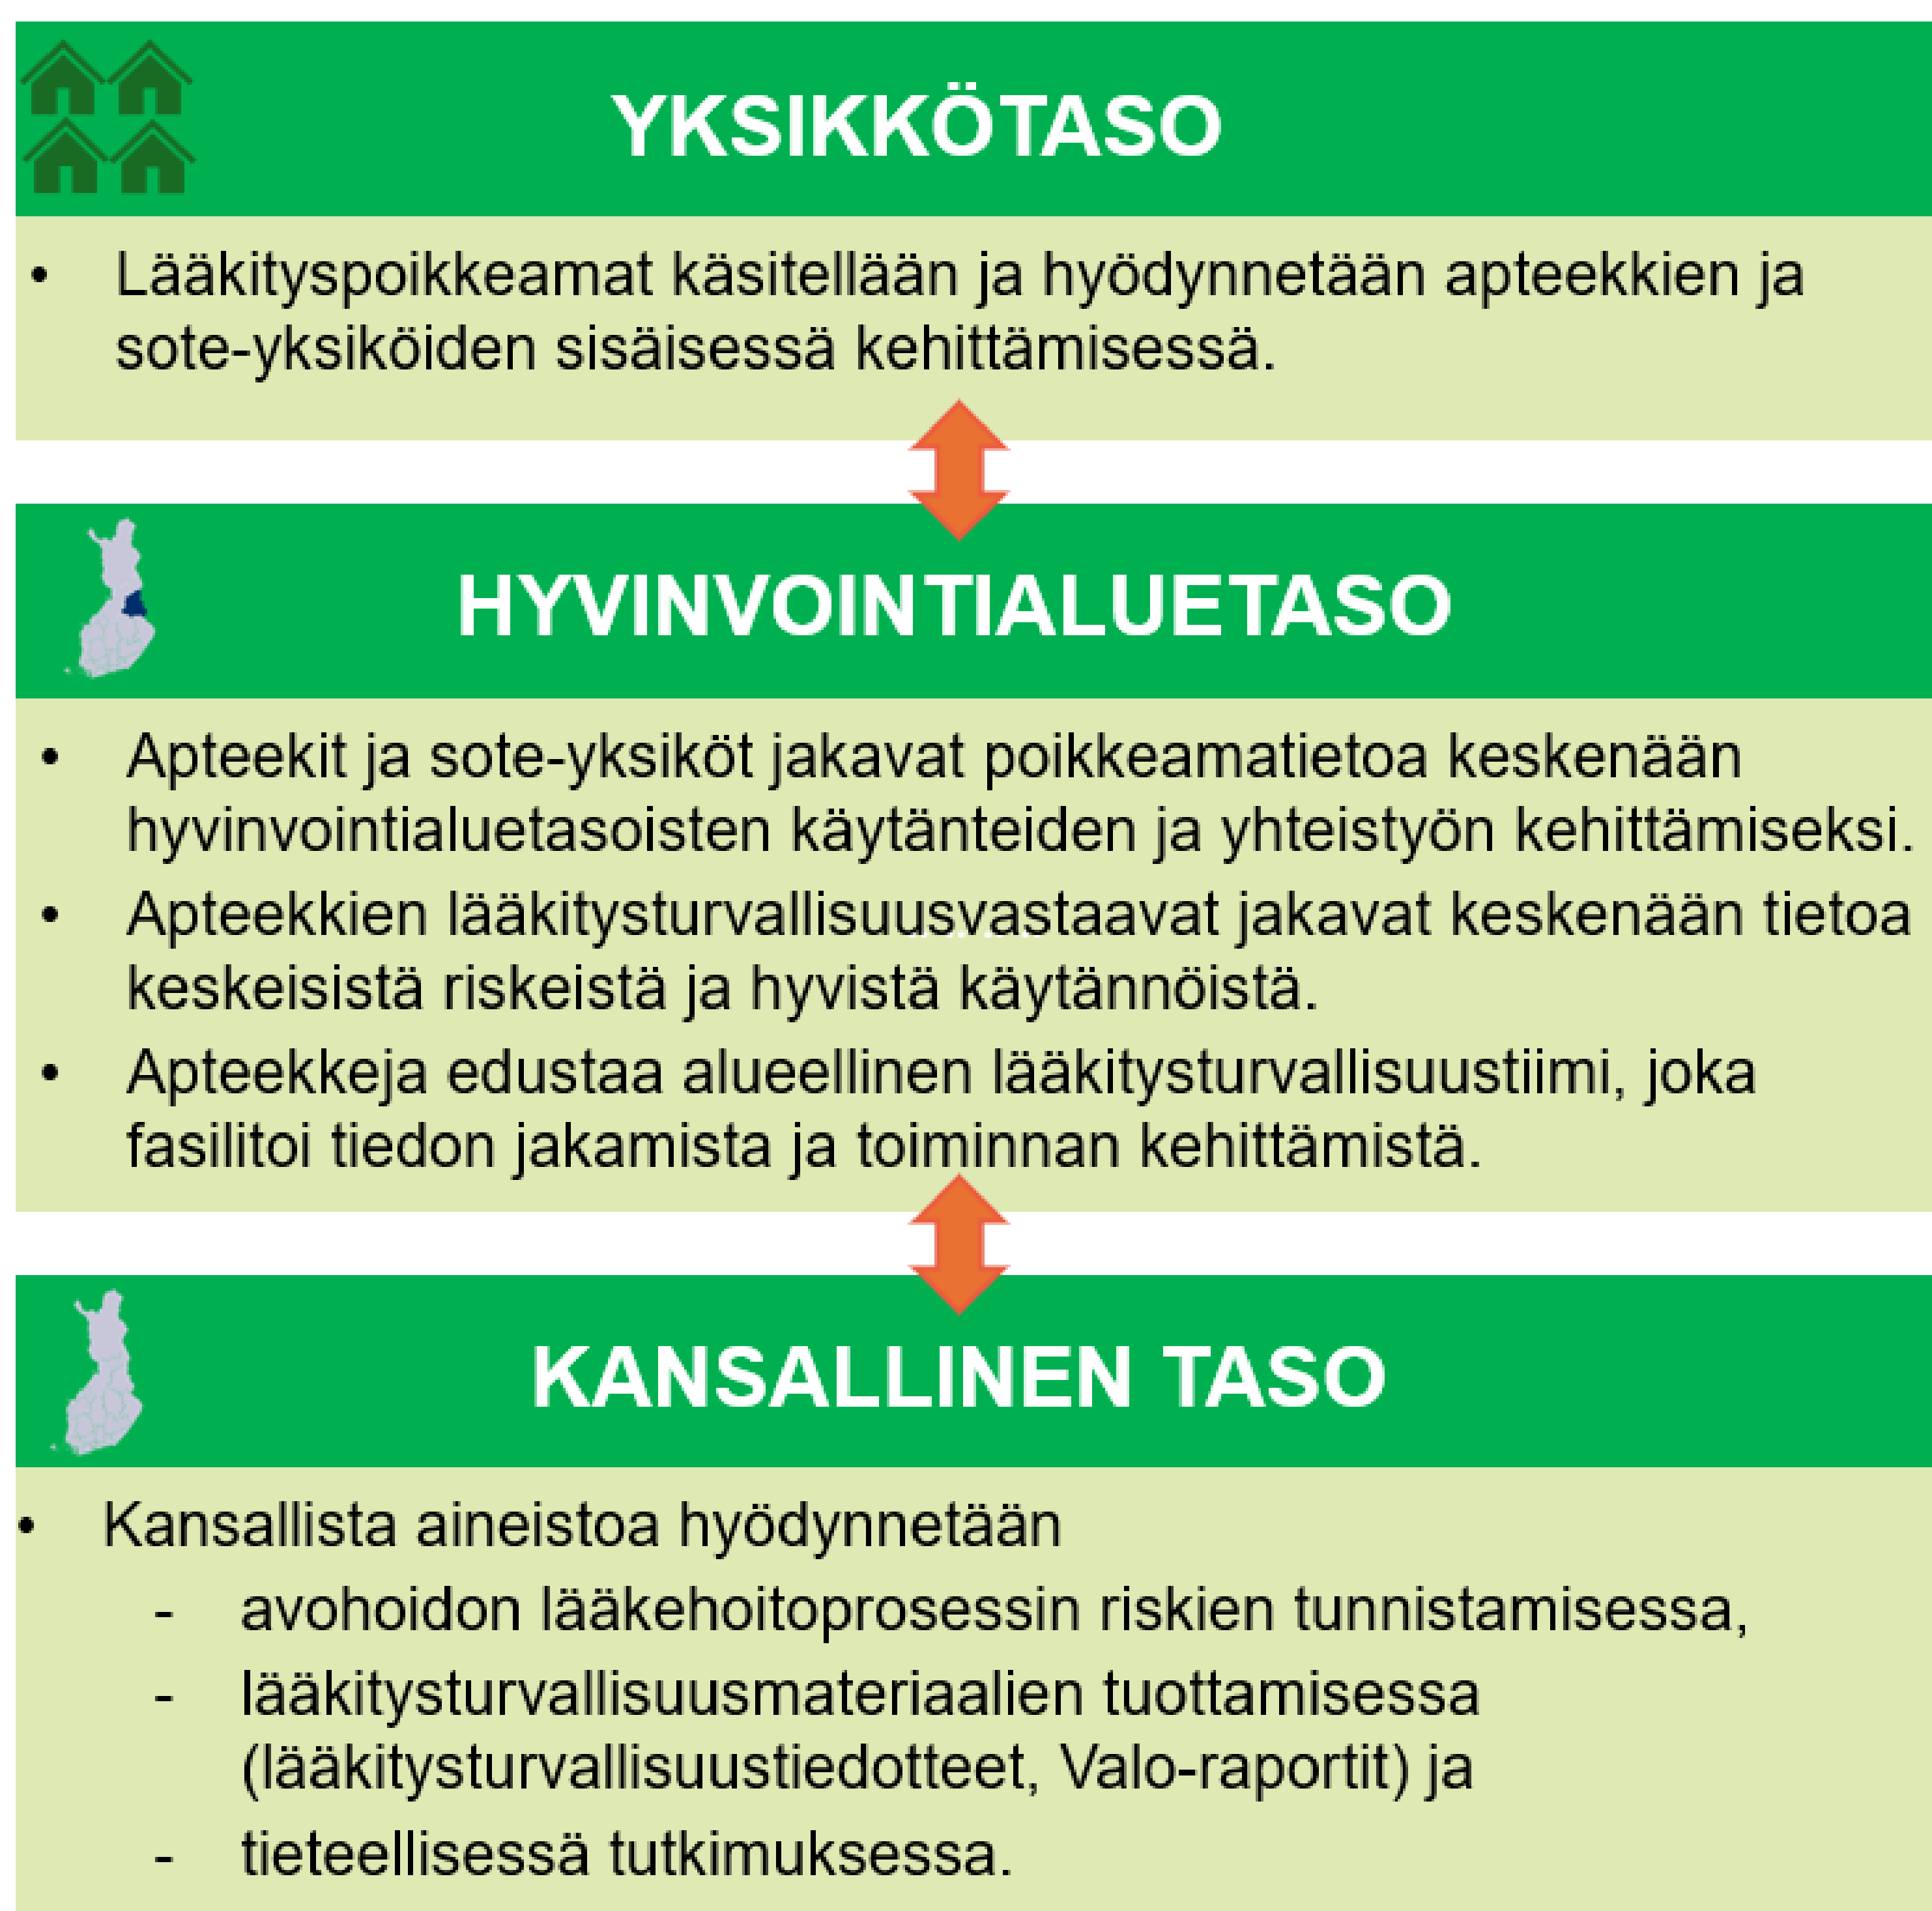 YKSIKKÖTASO
• Lääkityspoikkeamat käsitellään ja hyödynnetään apteekkien ja
sote-yksiköiden sisäisessä kehittämisessä.
HYVINVOINTIALUETASO
• Apteekit ja sote-yksiköt jakavat poikkeamatietoa keskenään
hyvinvointialuetasoisten käytänteiden ja yhteistyön kehittämiseksi.
• Apteekkien lääkitysturvallisuusvastaavat jakavat keskenään tietoa
keskeisistä riskeistä ja hyvistä käytännöistä.
• Apteekkeja edustaa alueellinen lääkitysturvallisuustiimi, joka
fasilitoi tiedon jakamista ja toiminnan kehittämistä.
KANSALLINEN TASO
• Kansallista aineistoa hyödynnetään
- avohoidon lääkehoitoprosessin riskien tunnistamisessa,
- lääkitysturvallisuusmateriaalien tuottamisessa
(lääkitysturvallisuustiedotteet, Valo-raportit) ja
- tieteellisessä tutkimuksessa.